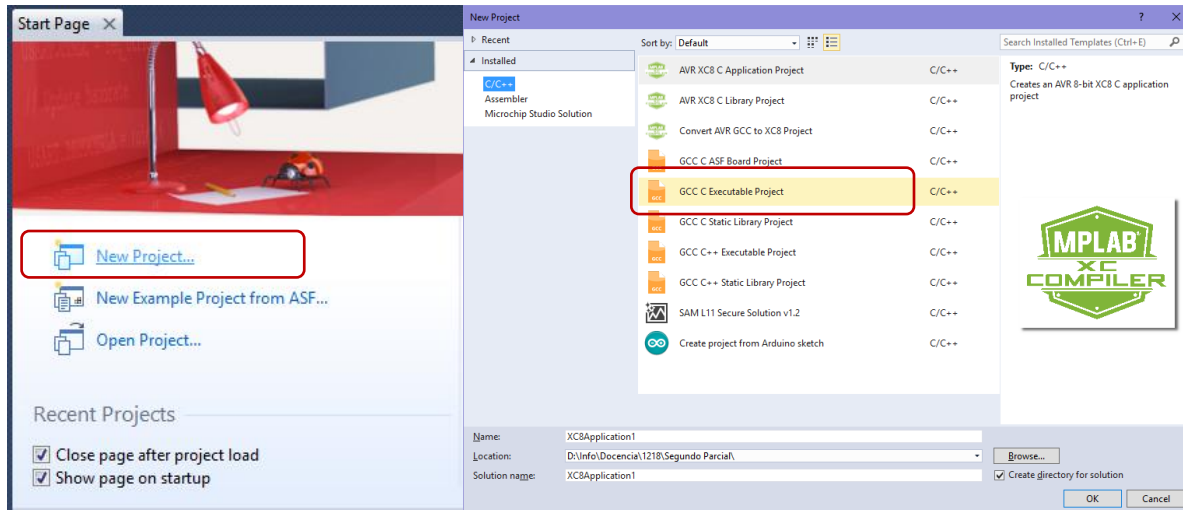 Start Page
New Project...
New Example Project from ASF...
Open Project...
Recent Projects
Close page after project load
Show page on startup
New Project
?
Recent
Installed
C/C++
Assembler
Microchip Studio Solution
Sort by: Default
Search Installed Templates (Ctrl+E)
AVR XC8 C Application Project C/C++
AVR XC8 C Library Project C/C++
Convert AVR GCC to XC8 Project C/C++
GCC C ASF Board Project C/C++
GCC C Executable Project C/C++
GCC C Static Library Project C/C++
GCC C++ Executable Project C/C++
GCC C++ Static Library Project C/C++
SAM L11 Secure Solution v1.2 C/C++
Create project from Arduino sketch C/C++
Type: C/C++
Creates an AVR 8-bit XC8 C application
project
MPLAB
XC
COMPILER
Name: XC8Application1
Location: D:\Info\Docencia\1218\Segundo Parcial\
Browse...
Solution name: XC8Application1
Create directory for solution
OK Cancel